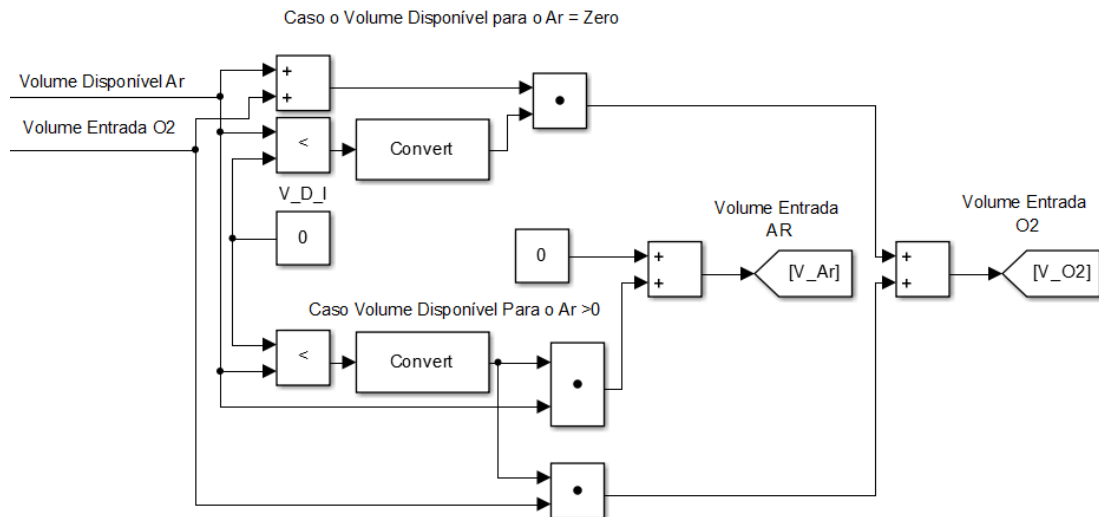 Caso o Volume Disponível para o Ar = Zero
Volume Disponível Ar
+
+
Volume Entrada O2
<
Convert
V_D_I
0
0
Volume Entrada
AR
+
+
[V_Ar]
Volume Entrada
O2
+
+
[V_O2]
Caso Volume Disponível Para o Ar >0
<
Convert